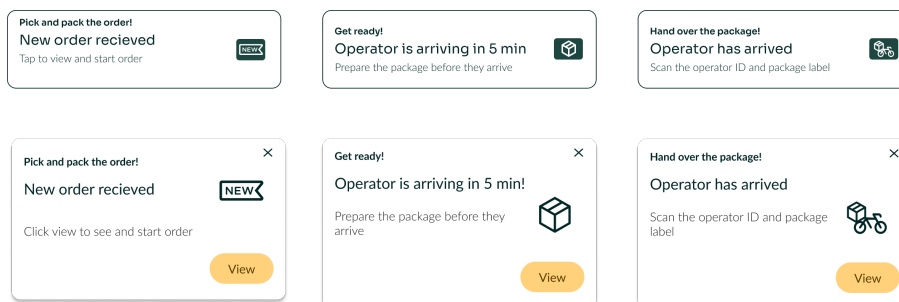 Pick and pack the order!
New order recieved
Tap to view and start order
NEW
Get ready!
Operator is arriving in 5 min
Prepare the package before they arrive
Hand over the package!
Operator has arrived
Scan the operator ID and package label
Pick and pack the order!
New order recieved
NEW
Click view to see and start order
View
Get ready!
Operator is arriving in 5 min!
Prepare the package before they
arrive
View
Hand over the package!
Operator has arrived
Scan the operator ID and package
label
View